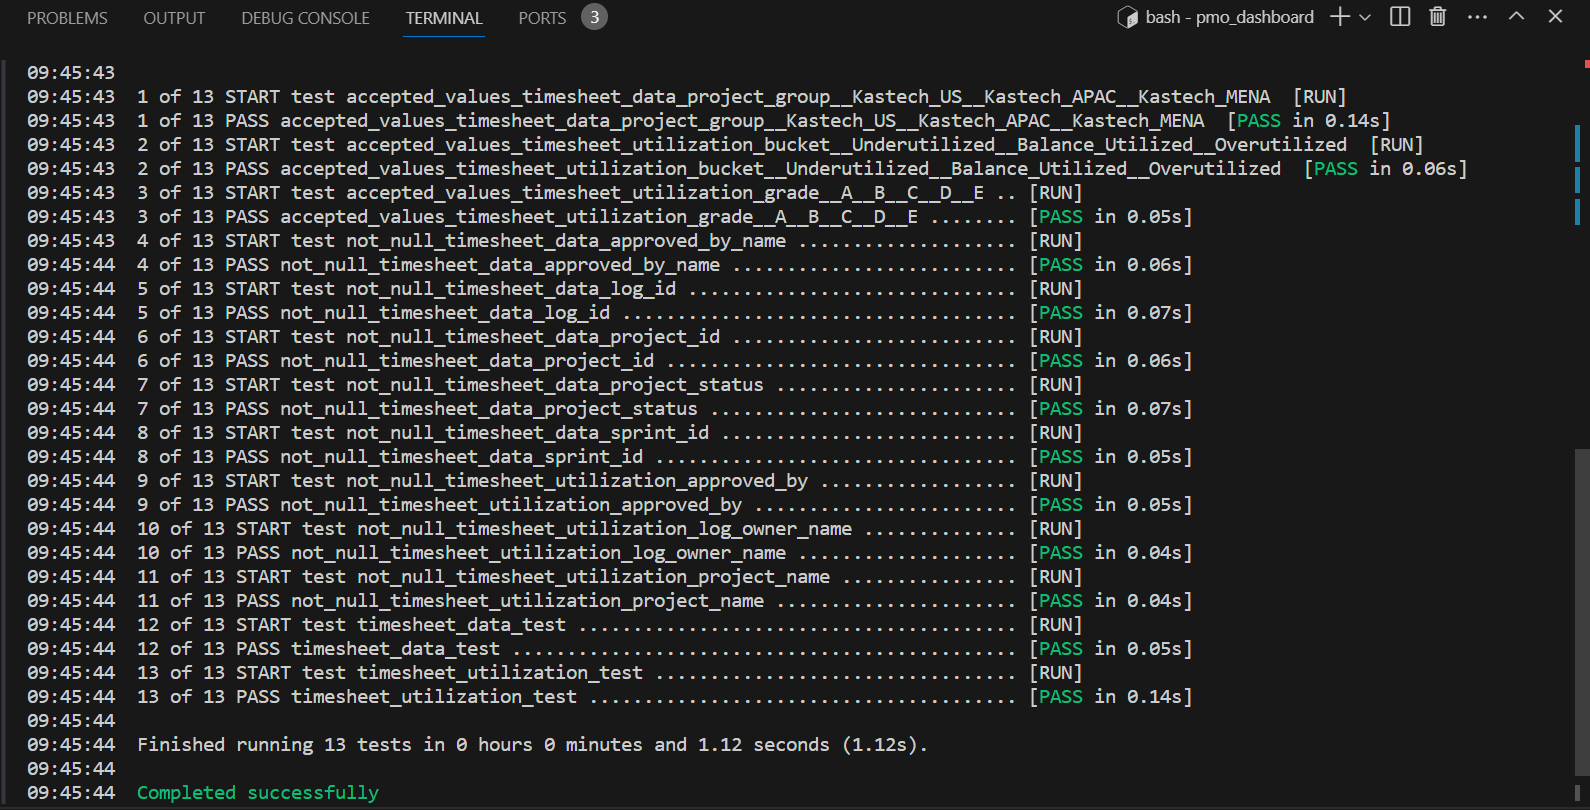 PROBLEMS OUTPUT DEBUG CONSOLE TERMINAL PORTS 3 bash - pmo_dashboard
09:45:43
09:45:43 1 of 13 START test accepted_values_timesheet_data_project_group__Kastech_US__Kastech_APAC__Kastech_MENA [RUN]
09:45:43 1 of 13 PASS accepted_values_timesheet_data_project_group__Kastech_US__Kastech_APAC__Kastech_MENA [PASS in 0.14s]
09:45:43 2 of 13 START test accepted_values_timesheet_utilization_bucket__Underutilized__Balance_Utilized__Overutilized [RUN]
09:45:43 2 of 13 PASS accepted_values_timesheet_utilization_bucket__Underutilized__Balance_Utilized__Overutilized [PASS in 0.06s]
09:45:43 3 of 13 START test accepted_values_timesheet_utilization_grade__A__B__C__D__E .. [RUN]
09:45:43 3 of 13 PASS accepted_values_timesheet_utilization_grade__A__B__C__D__E ........ [PASS in 0.05s]
09:45:43 4 of 13 START test not_null_timesheet_data_approved_by_name .................... [RUN]
09:45:44 4 of 13 PASS not_null_timesheet_data_approved_by_name .......................... [PASS in 0.06s]
09:45:44 5 of 13 START test not_null_timesheet_data_log_id .............................. [RUN]
09:45:44 5 of 13 PASS not_null_timesheet_data_log_id .................................... [PASS in 0.07s]
09:45:44 6 of 13 START test not_null_timesheet_data_project_id .......................... [RUN]
09:45:44 6 of 13 PASS not_null_timesheet_data_project_id ................................ [PASS in 0.06s]
09:45:44 7 of 13 START test not_null_timesheet_data_project_status ...................... [RUN]
09:45:44 7 of 13 PASS not_null_timesheet_data_project_status ............................ [PASS in 0.07s]
09:45:44 8 of 13 START test not_null_timesheet_data_sprint_id ........................... [RUN]
09:45:44 8 of 13 PASS not_null_timesheet_data_sprint_id ................................. [PASS in 0.05s]
09:45:44 9 of 13 START test not_null_timesheet_utilization_approved_by .................. [RUN]
09:45:44 9 of 13 PASS not_null_timesheet_utilization_approved_by ........................ [PASS in 0.05s]
09:45:44 10 of 13 START test not_null_timesheet_utilization_log_owner_name .............. [RUN]
09:45:44 10 of 13 PASS not_null_timesheet_utilization_log_owner_name .................... [PASS in 0.04s]
09:45:44 11 of 13 START test not_null_timesheet_utilization_project_name ................ [RUN]
09:45:44 11 of 13 PASS not_null_timesheet_utilization_project_name ...................... [PASS in 0.04s]
09:45:44 12 of 13 START test timesheet_data_test ........................................ [RUN]
09:45:44 12 of 13 PASS timesheet_data_test .............................................. [PASS in 0.05s]
09:45:44 13 of 13 START test timesheet_utilization_test ................................. [RUN]
09:45:44 13 of 13 PASS timesheet_utilization_test ....................................... [PASS in 0.14s]
09:45:44
09:45:44 Finished running 13 tests in 0 hours 0 minutes and 1.12 seconds (1.12s).
09:45:44
09:45:44 Completed successfully